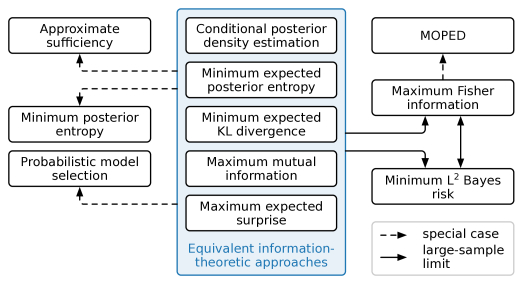 Approximate
sufficiency
Minimum posterior
entropy
Probabilistic model
selection
Conditional posterior
density estimation
Minimum expected
posterior entropy
Minimum expected
KL divergence
Maximum mutual
information
Maximum expected
surprise
Equivalent information-
theoretic approaches
MOPED
Maximum Fisher
information
Minimum L² Bayes
risk
special case
large-sample
limit